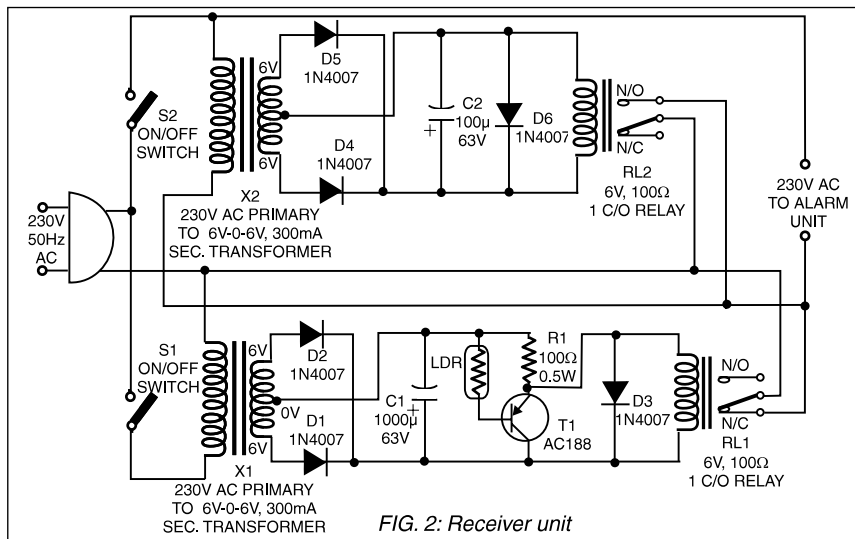 D5
1N4007
6V
6V
D4
1N4007
S2
ON/OFF
SWITCH
X2
230V AC PRIMARY
TO 6V-0-6V, 300mA
SEC. TRANSFORMER
C2
100µ
63V
+
D6
1N4007
N/O
N/C
RL2
6V, 100Ω
1 C/O RELAY
230V AC
TO ALARM
UNIT
230V
50Hz
AC
S1
ON/OFF
SWITCH
6V
D2
1N4007
0V
D1
1N4007
6V
X1
230V AC PRIMARY
TO 6V-0-6V, 300mA
SEC. TRANSFORMER
C1
1000µ
63V
+
LDR
R1
100Ω
0.5W
T1
AC188
D3
1N4007
N/O
N/C
RL1
6V, 100Ω
1 C/O RELAY
FIG. 2: Receiver unit